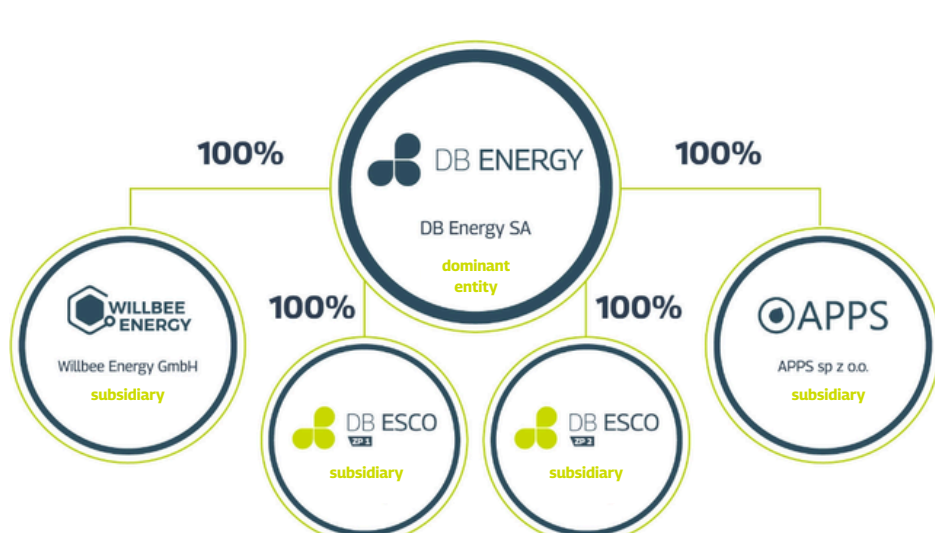 100%
100%
DB ENERGY
DB Energy SA
dominant
entity
100%
100%
WILLBEE
ENERGY
Willbee Energy GmbH
subsidiary
APPS
APPS sp z o.o.
subsidiary
DB ESCO
ZP 1
subsidiary
DB ESCO
ZP 2
subsidiary